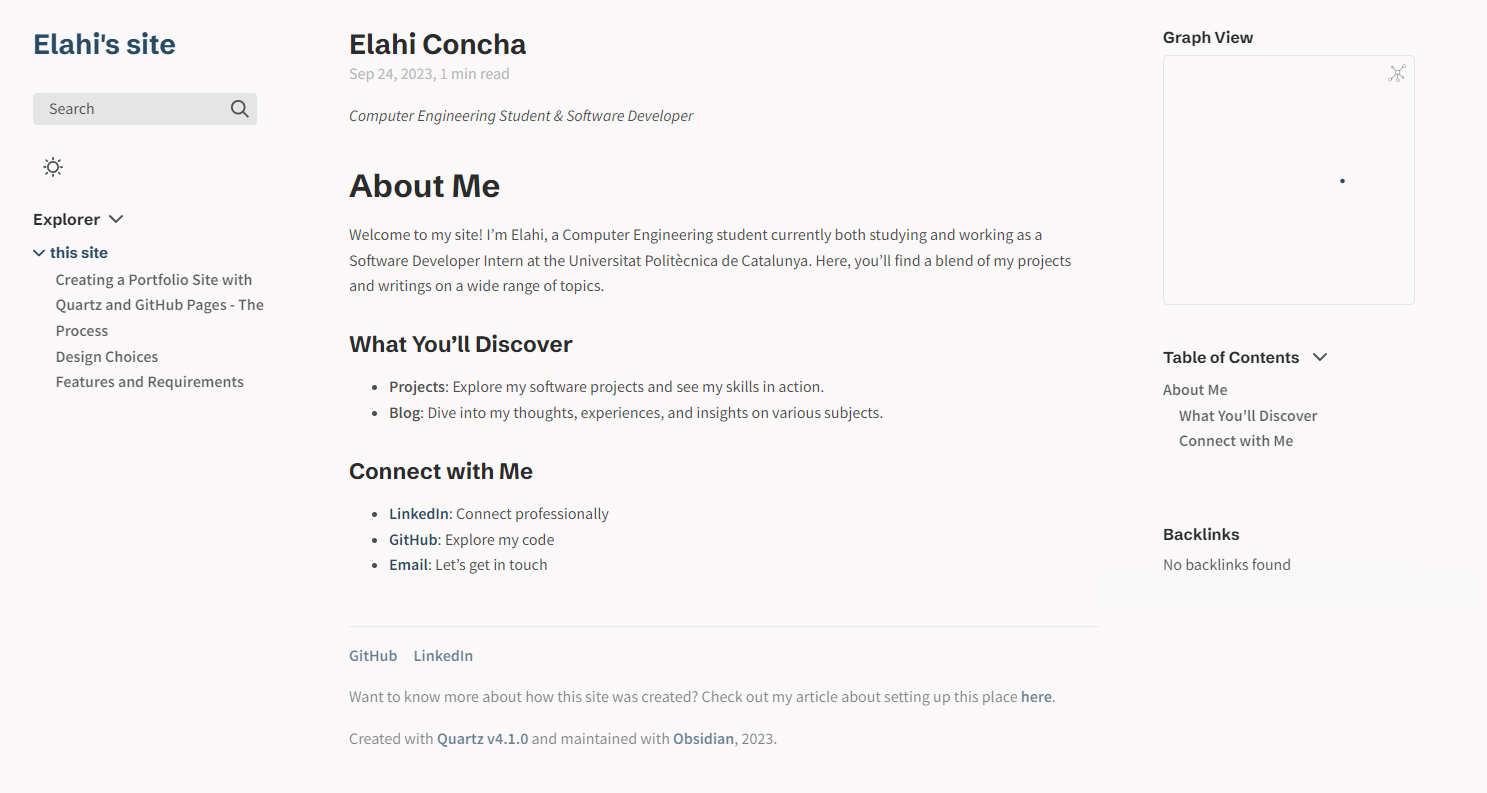 Elahi's site
Search
Explorer
this site
Creating a Portfolio Site with
Quartz and GitHub Pages - The
Process
Design Choices
Features and Requirements
Elahi Concha
Sep 24, 2023, 1 min read
Computer Engineering Student & Software Developer
About Me
Welcome to my site! I’m Elahi, a Computer Engineering student currently both studying and working as a
Software Developer Intern at the Universitat Politècnica de Catalunya. Here, you’ll find a blend of my projects
and writings on a wide range of topics.
What You’ll Discover
• Projects: Explore my software projects and see my skills in action.
• Blog: Dive into my thoughts, experiences, and insights on various subjects.
Connect with Me
• LinkedIn: Connect professionally
• GitHub: Explore my code
• Email: Let’s get in touch
GitHub LinkedIn
Want to know more about how this site was created? Check out my article about setting up this place here.
Created with Quartz v4.1.0 and maintained with Obsidian, 2023.
Graph View
Table of Contents
About Me
What You'll Discover
Connect with Me
Backlinks
No backlinks found